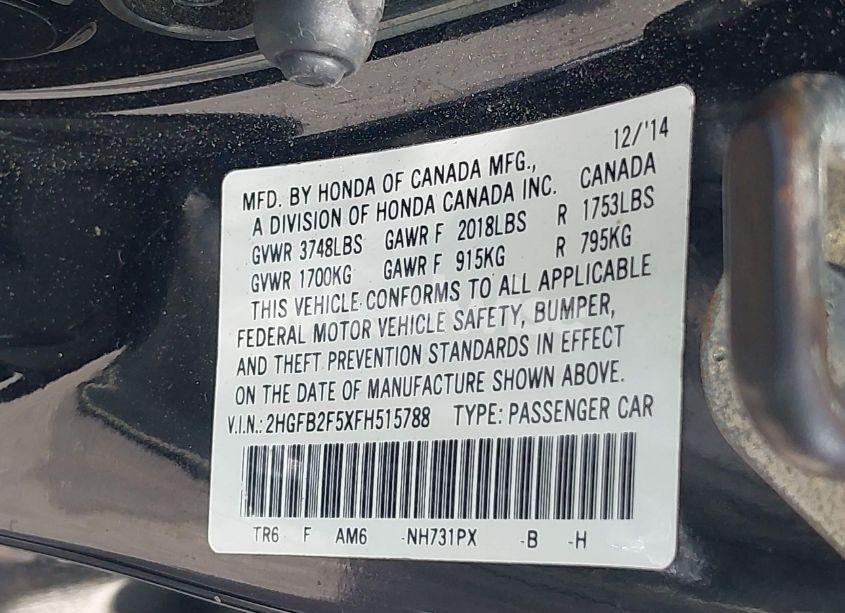 12/'14
MFD. BY HONDA OF CANADA MFG.,
A DIVISION OF HONDA CANADA INC. CANADA
GVWR 3748LBS GAWR F 2018LBS R 1753LBS
GVWR 1700KG GAWR F 915KG R 795KG
THIS VEHICLE CONFORMS TO ALL APPLICABLE
FEDERAL MOTOR VEHICLE SAFETY, BUMPER,
AND THEFT PREVENTION STANDARDS IN EFFECT
ON THE DATE OF MANUFACTURE SHOWN ABOVE.
V.I.N.: 2HGFB2F5XFH515788 TYPE: PASSENGER CAR
TR6 F AM6 -NH731PX -B -H